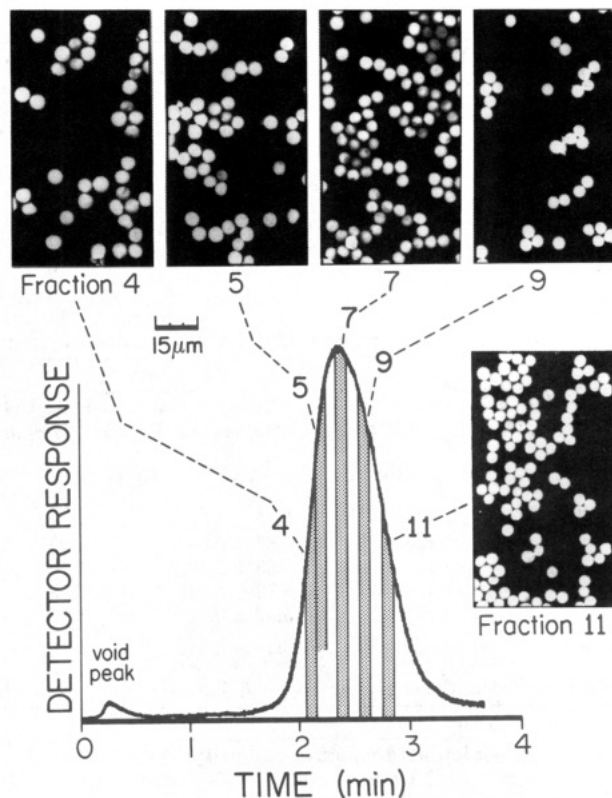 Fraction 4
5
7
9
15μm
7
9
5
4
11
Fraction 11
DETECTOR RESPONSE
void
peak
0
1
2
3
4
TIME (min)